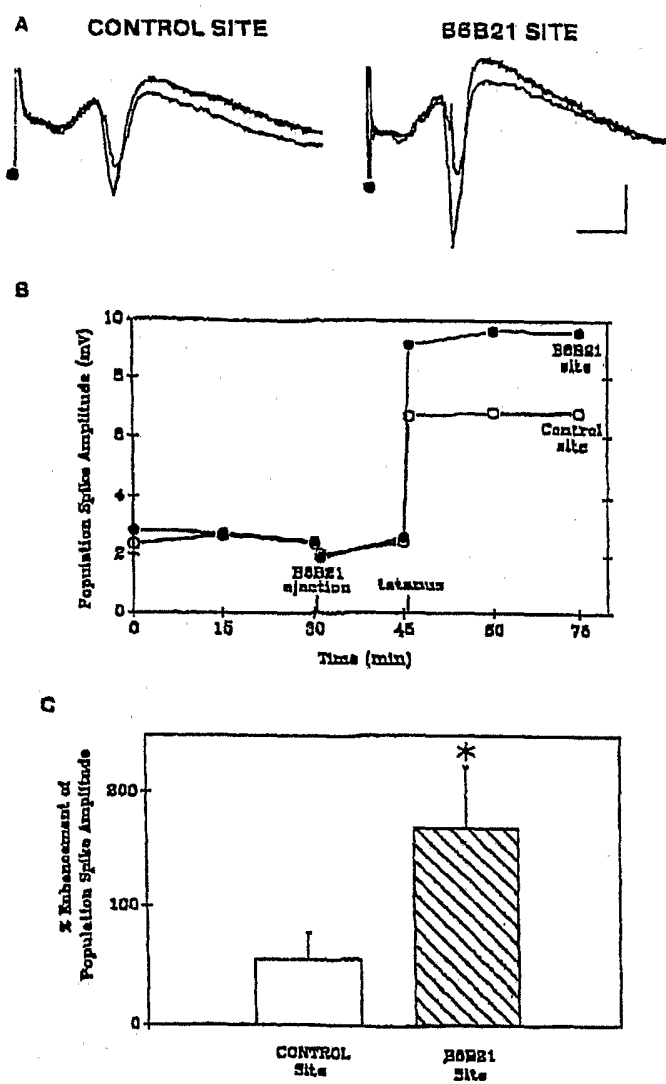 A
CONTROL SITE
B6B21 SITE
B
Population Spike Amplitude (mV)
10
8
6
4
2
0
B6B21
site
Control
site
B6B21
ejection
tetanus
0
15
30
45
60
75
Time (min)
C
% Enhancement of
Population Spike Amplitude
200
100
0
*
CONTROL
Site
B6B21
Site